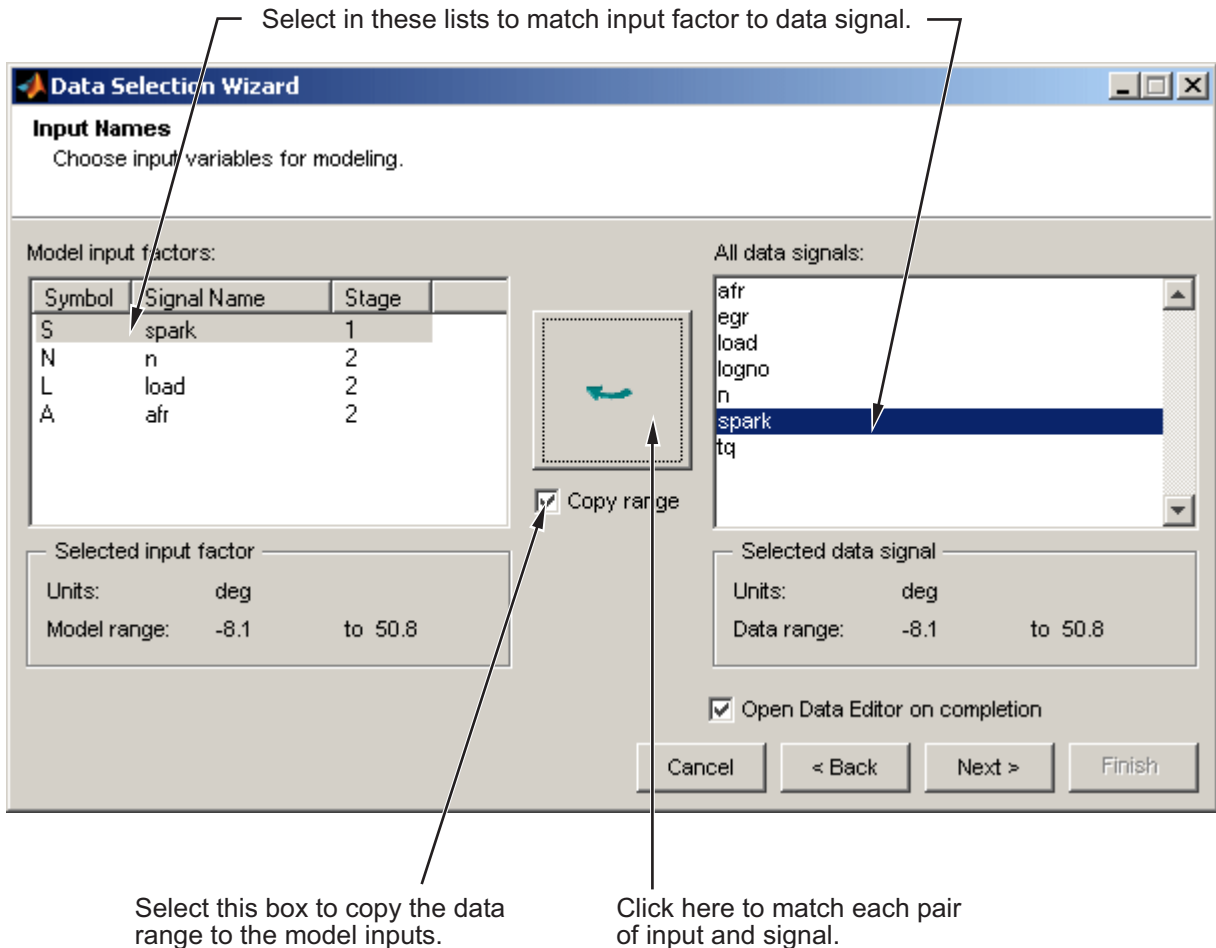 Select in these lists to match input factor to data signal.
Data Selection Wizard
Input Names
Choose input variables for modeling.
Model input factors:
Symbol Signal Name Stage
S spark 1
N n 2
L load 2
A afr 2
Copy range
All data signals:
afr
egr
load
logno
n
spark
tq
Selected input factor
Units: deg
Model range: -8.1 to 50.8
Selected data signal
Units: deg
Data range: -8.1 to 50.8
Open Data Editor on completion
Cancel < Back Next > Finish
Select this box to copy the data
range to the model inputs.
Click here to match each pair
of input and signal.